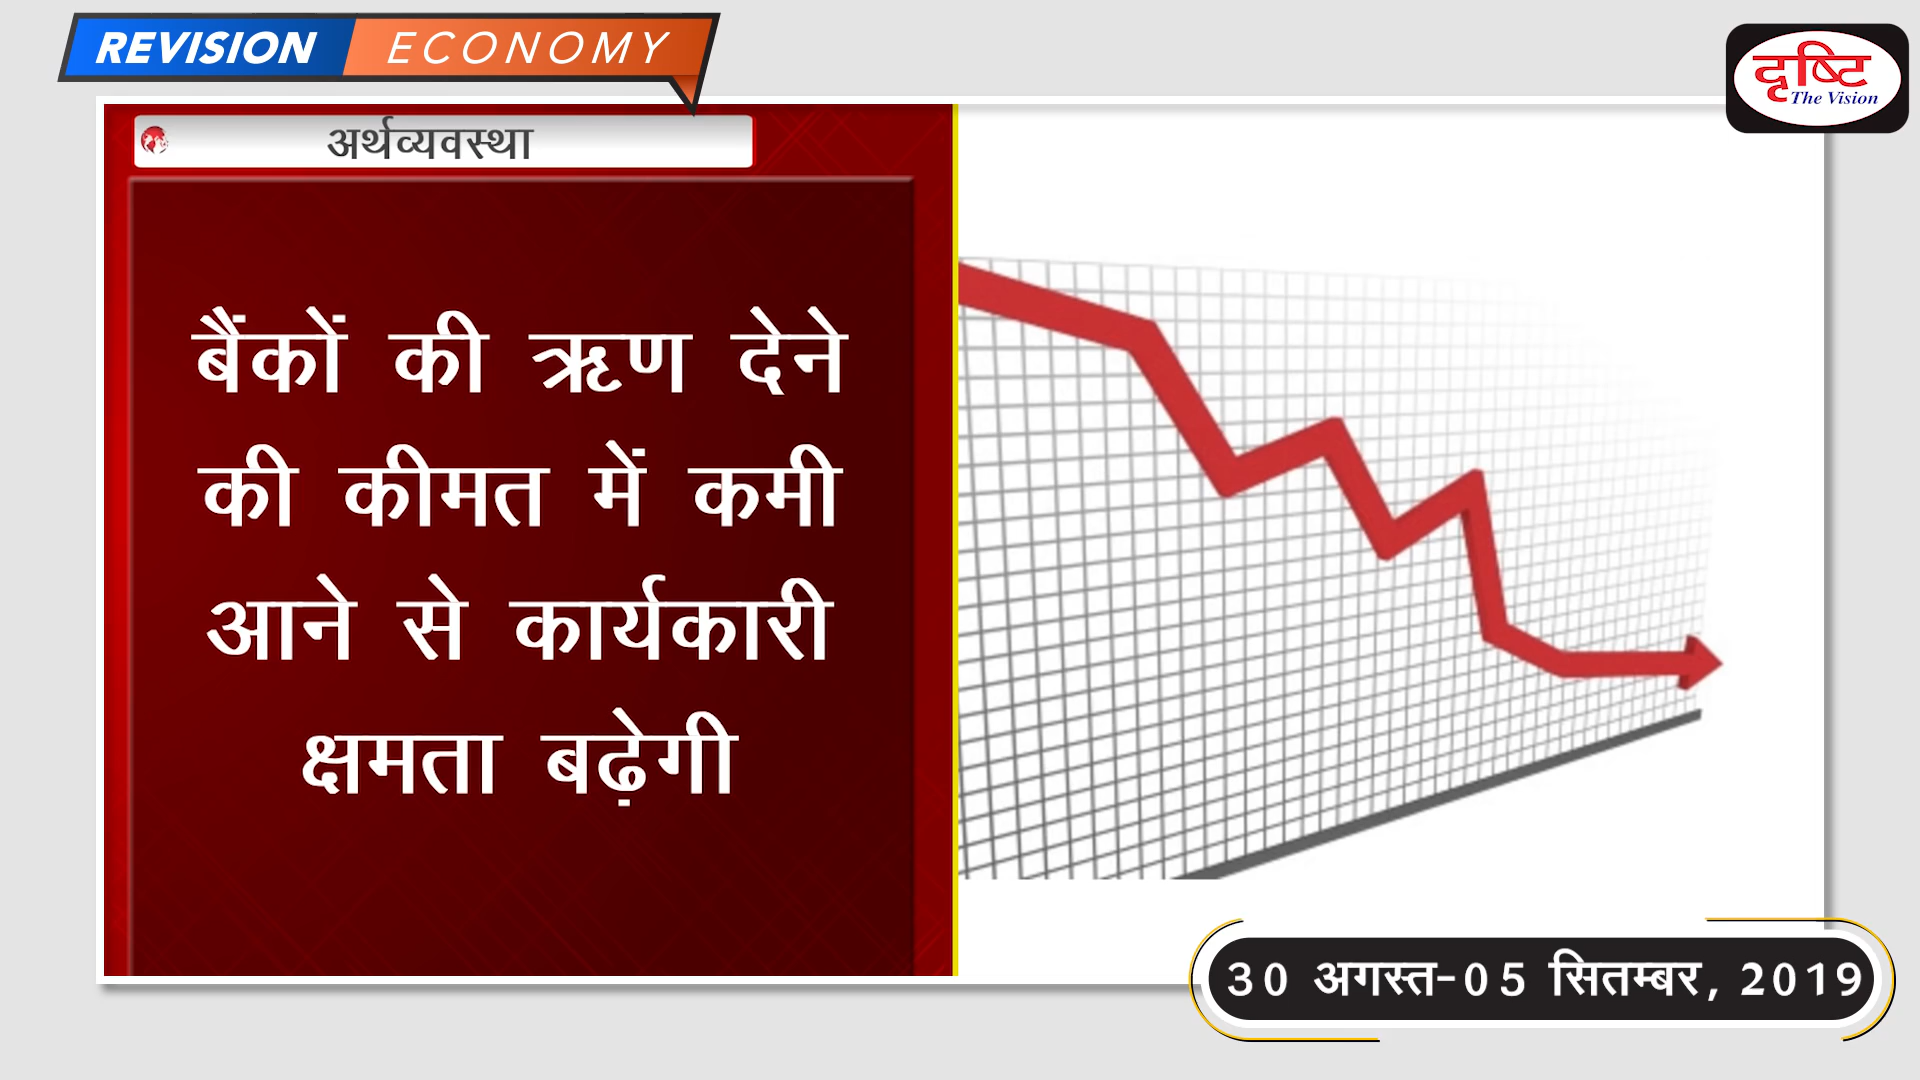 REVISION ECONOMY
दृष्टि
The Vision
अर्थव्यवस्था
बैंकों की ऋण देने
की कीमत में कमी
आने से कार्यकारी
क्षमता बढ़ेगी
30 अगस्त-05 सितम्बर, 2019